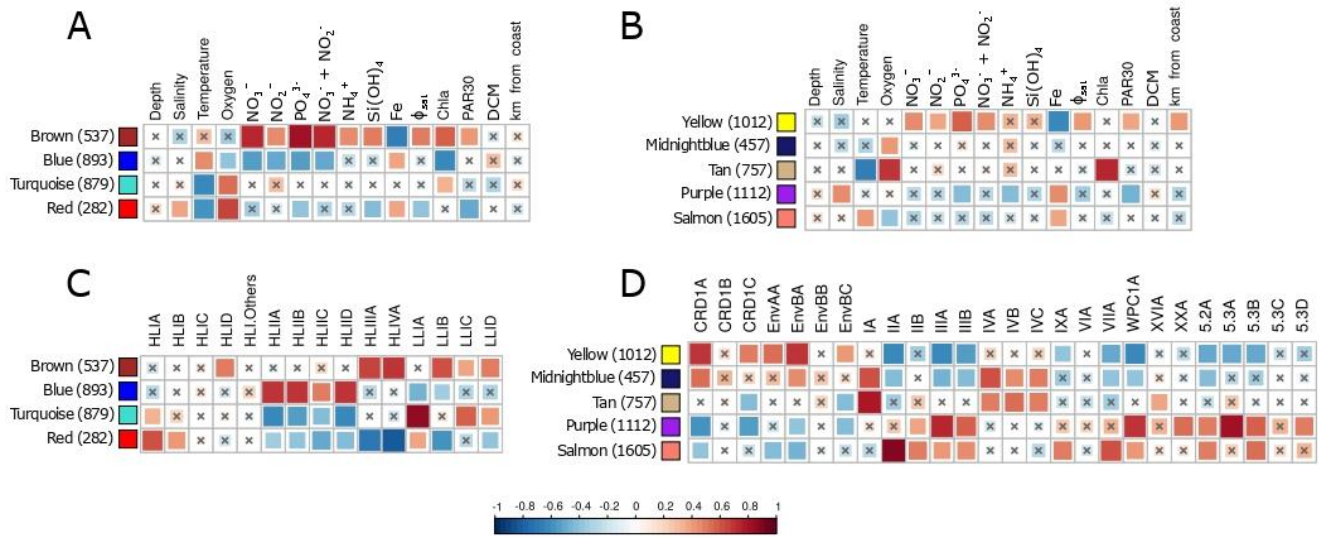 A
Depth
Salinity
Temperature
Oxygen
NO₃⁻
NO₂⁻
PO₄³⁻
NO₃⁻ + NO₂⁻
NH₄⁺
Si(OH)₄
Fe
ɸsat
Chla
PAR30
DCM
km from coast
Brown (537)
Blue (893)
Turquoise (879)
Red (282)
B
Depth
Salinity
Temperature
Oxygen
NO₃⁻
NO₂⁻
PO₄³⁻
NO₃⁻ + NO₂⁻
NH₄⁺
Si(OH)₄
Fe
ɸsat
Chla
PAR30
DCM
km from coast
Yellow (1012)
Midnightblue (457)
Tan (757)
Purple (1112)
Salmon (1605)
C
HLIA
HLIB
HLIC
HLID
HLI.Others
HLIIA
HLIIB
HLIIC
HLIID
HLIIIA
HLIVA
LLIA
LLIB
LLIC
LLID
Brown (537)
Blue (893)
Turquoise (879)
Red (282)
D
CRD1A
CRD1B
CRD1C
EnvAA
EnvBA
EnvBB
EnvBC
IA
IIA
IIB
IIIA
IIIB
IVA
IVB
IVC
IXA
VIA
VIIA
WPC1A
XVIA
XXA
5.2A
5.3A
5.3B
5.3C
5.3D
Yellow (1012)
Midnightblue (457)
Tan (757)
Purple (1112)
Salmon (1605)
-1 -0.8 -0.6 -0.4 -0.2 0 0.2 0.4 0.6 0.8 1